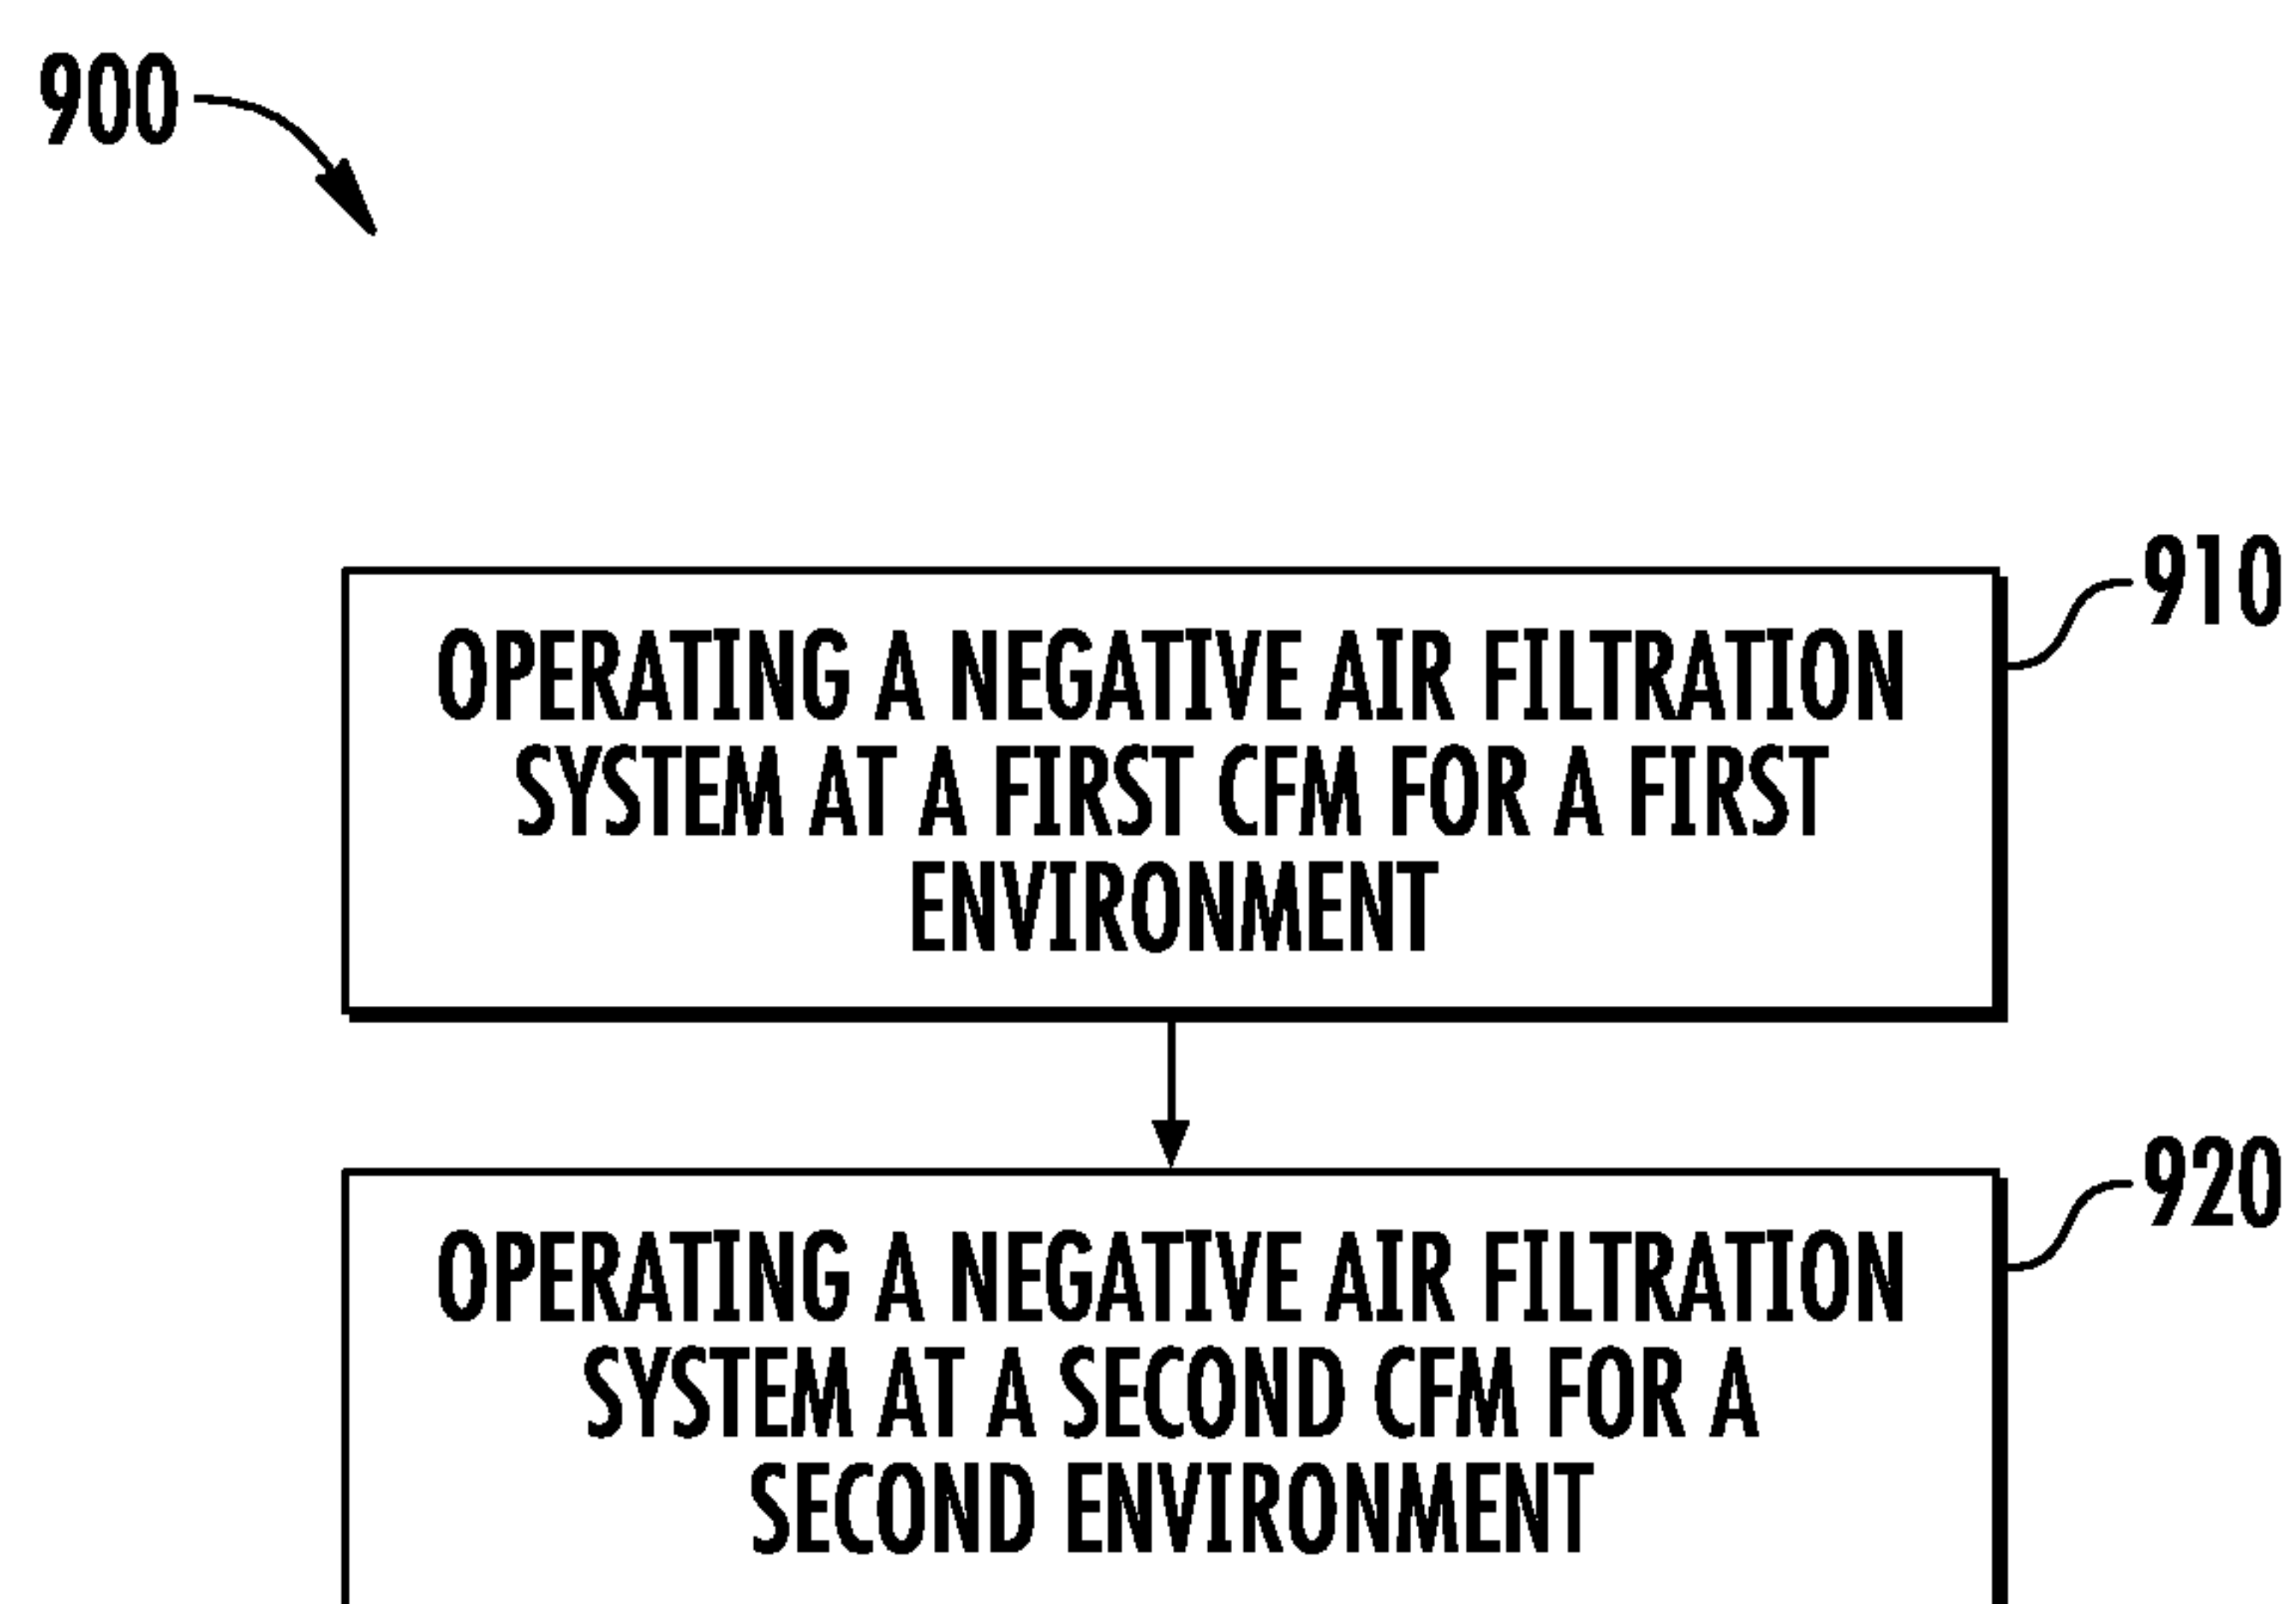 900
910
OPERATING A NEGATIVE AIR FILTRATION
SYSTEM AT A FIRST CFM FOR A FIRST
ENVIRONMENT
920
OPERATING A NEGATIVE AIR FILTRATION
SYSTEM AT A SECOND CFM FOR A
SECOND ENVIRONMENT